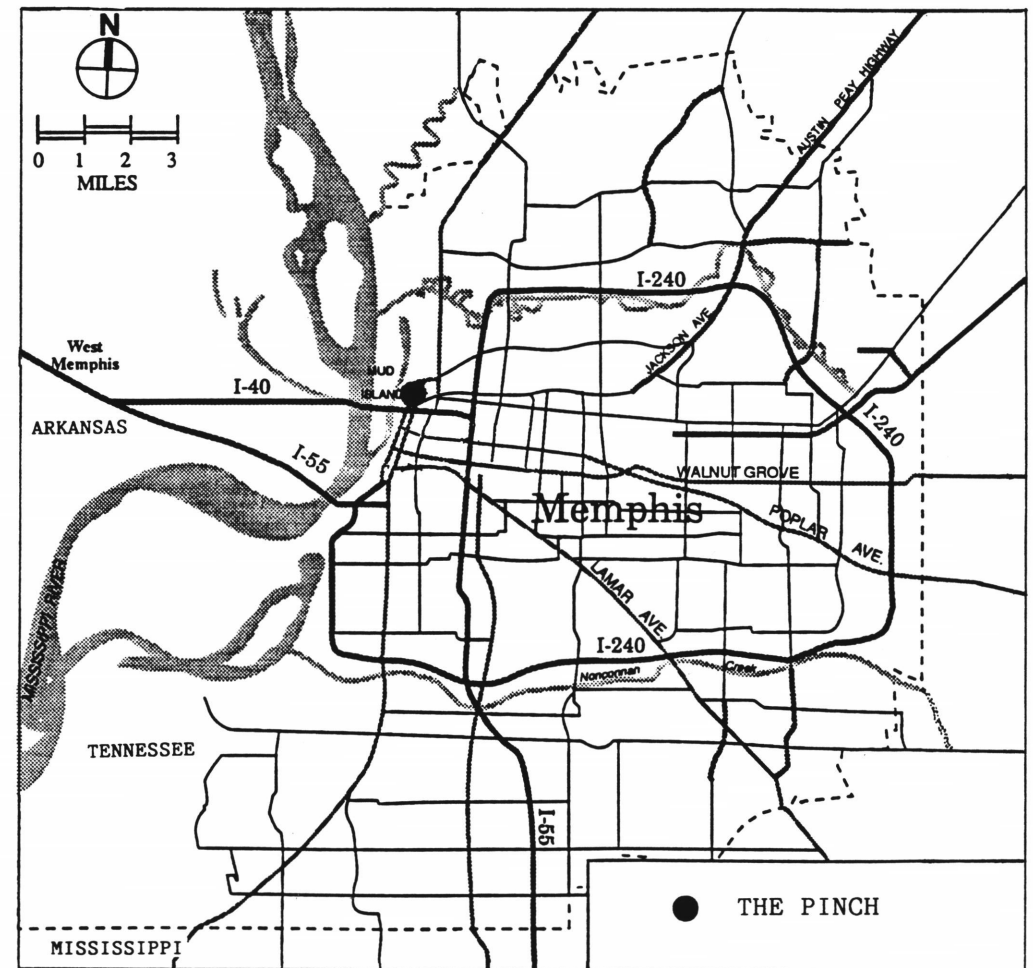 N
0 1 2 3
MILES
AUSTIN PEAY HIGHWAY
I-240
JACKSON AVE.
West
Memphis
MUD
ISLAND
I-40
ARKANSAS
I-240
I-55
WALNUT GROVE
Memphis
POPLAR AVE.
MISSISSIPPI RIVER
LAMAR AVE.
I-240
Nonconnan Creek
TENNESSEE
I-55
THE PINCH
MISSISSIPPI